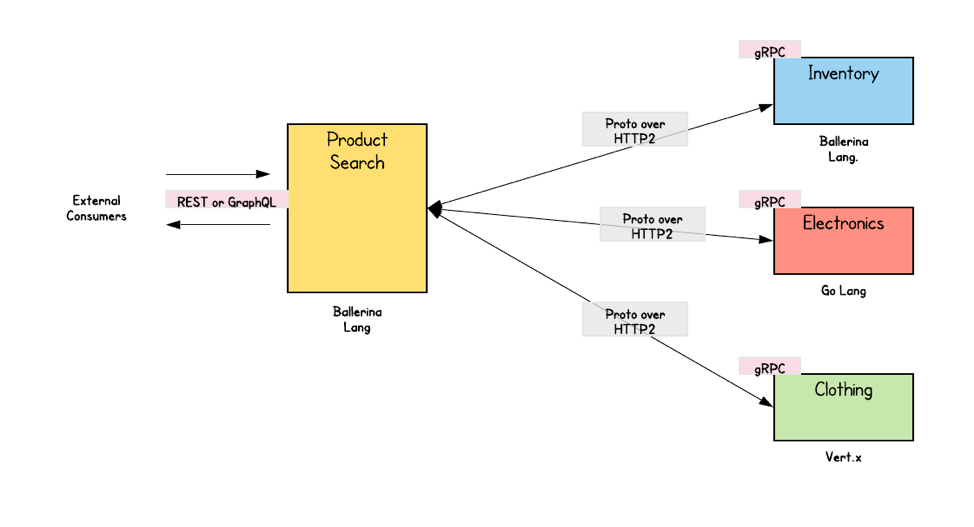 External
Consumers
REST or GraphQL
Product
Search
Ballerina
Lang
Proto over
HTTP2
Proto over
HTTP2
Proto over
HTTP2
gRPC
Inventory
Ballerina
Lang.
gRPC
Electronics
Go Lang
gRPC
Clothing
Vert.x